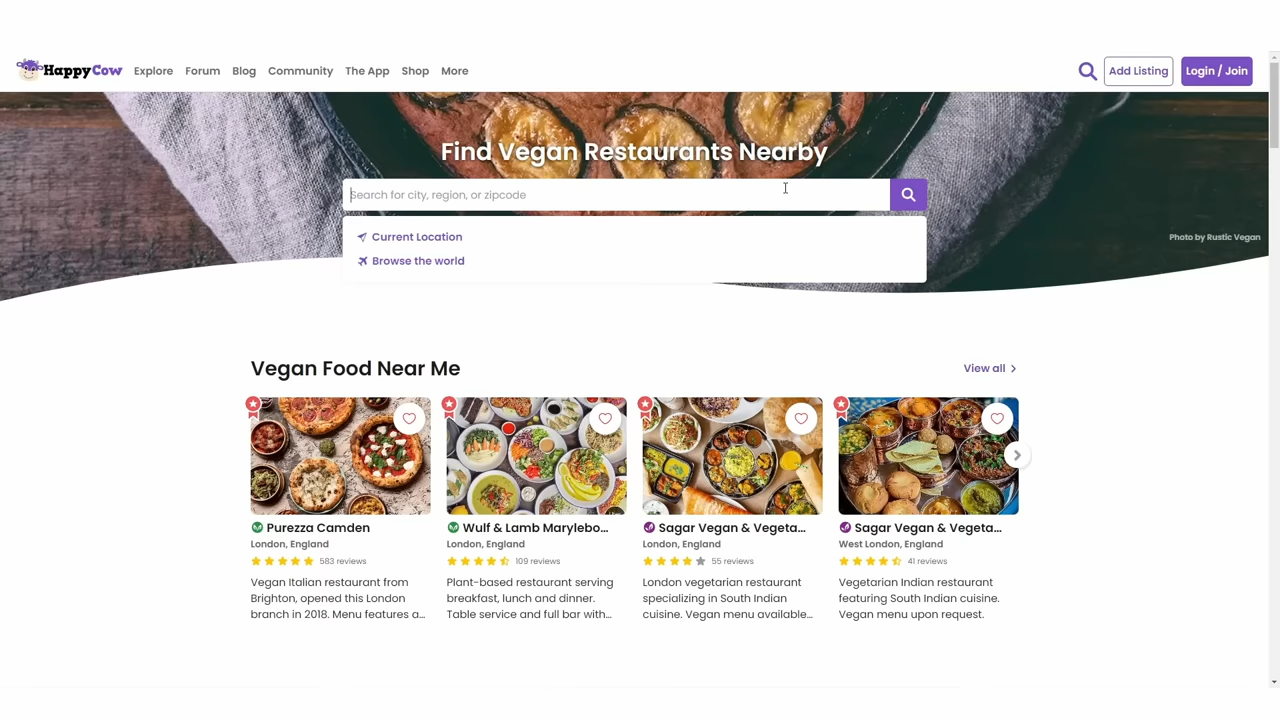 HappyCow Explore Forum Blog Community The App Shop More Add Listing Login / Join
Find Vegan Restaurants Nearby
Search for city, region, or zipcode
Current Location
Browse the world
Photo by Rustic Vegan
Vegan Food Near Me
View all
Purezza Camden
London, England
583 reviews
Vegan Italian restaurant from
Brighton, opened this London
branch in 2018. Menu features a...
Wulf & Lamb Marylebo...
London, England
109 reviews
Plant-based restaurant serving
breakfast, lunch and dinner.
Table service and full bar with...
Sagar Vegan & Vegeta...
London, England
55 reviews
London vegetarian restaurant
specializing in South Indian
cuisine. Vegan menu available...
Sagar Vegan & Vegeta...
West London, England
41 reviews
Vegetarian Indian restaurant
featuring South Indian cuisine.
Vegan menu upon request.